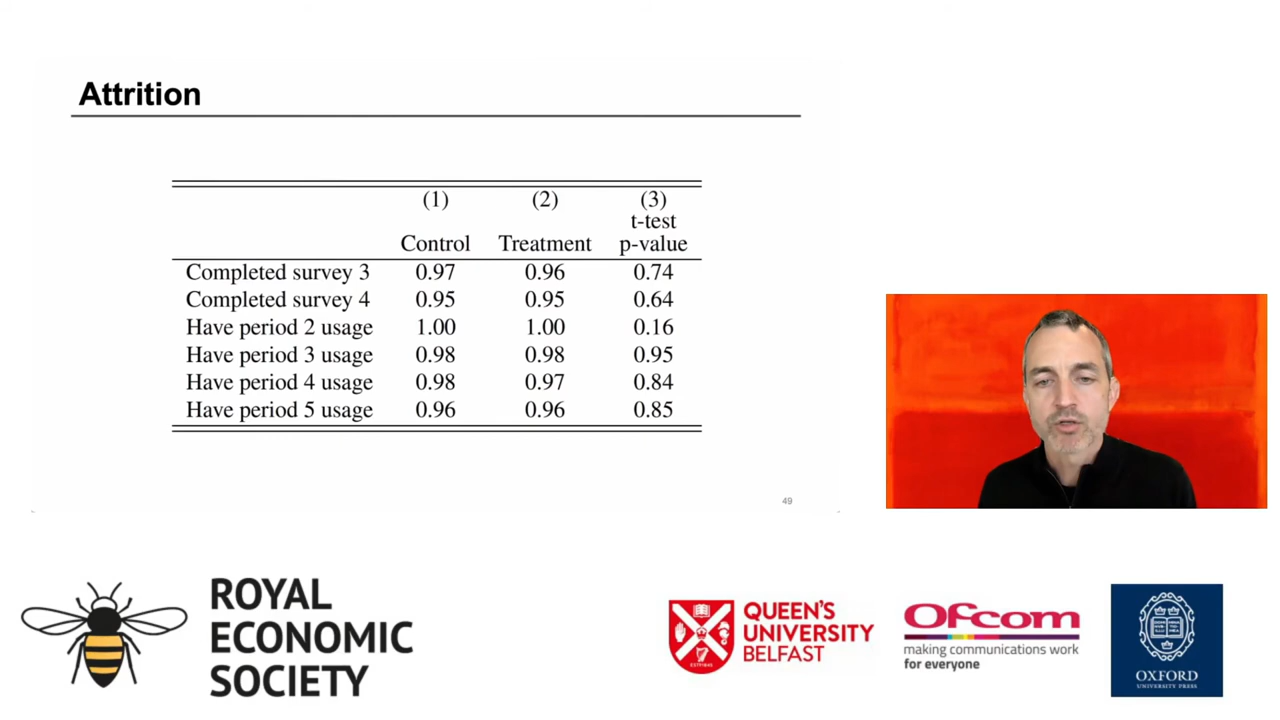 Attrition
(1) (2) (3)
t-test
Control Treatment p-value
Completed survey 3 0.97 0.96 0.74
Completed survey 4 0.95 0.95 0.64
Have period 2 usage 1.00 1.00 0.16
Have period 3 usage 0.98 0.98 0.95
Have period 4 usage 0.98 0.97 0.84
Have period 5 usage 0.96 0.96 0.85
49
ROYAL
ECONOMIC
SOCIETY
QUEEN'S
UNIVERSITY
BELFAST
Ofcom
making communications work
for everyone
OXFORD
UNIVERSITY PRESS